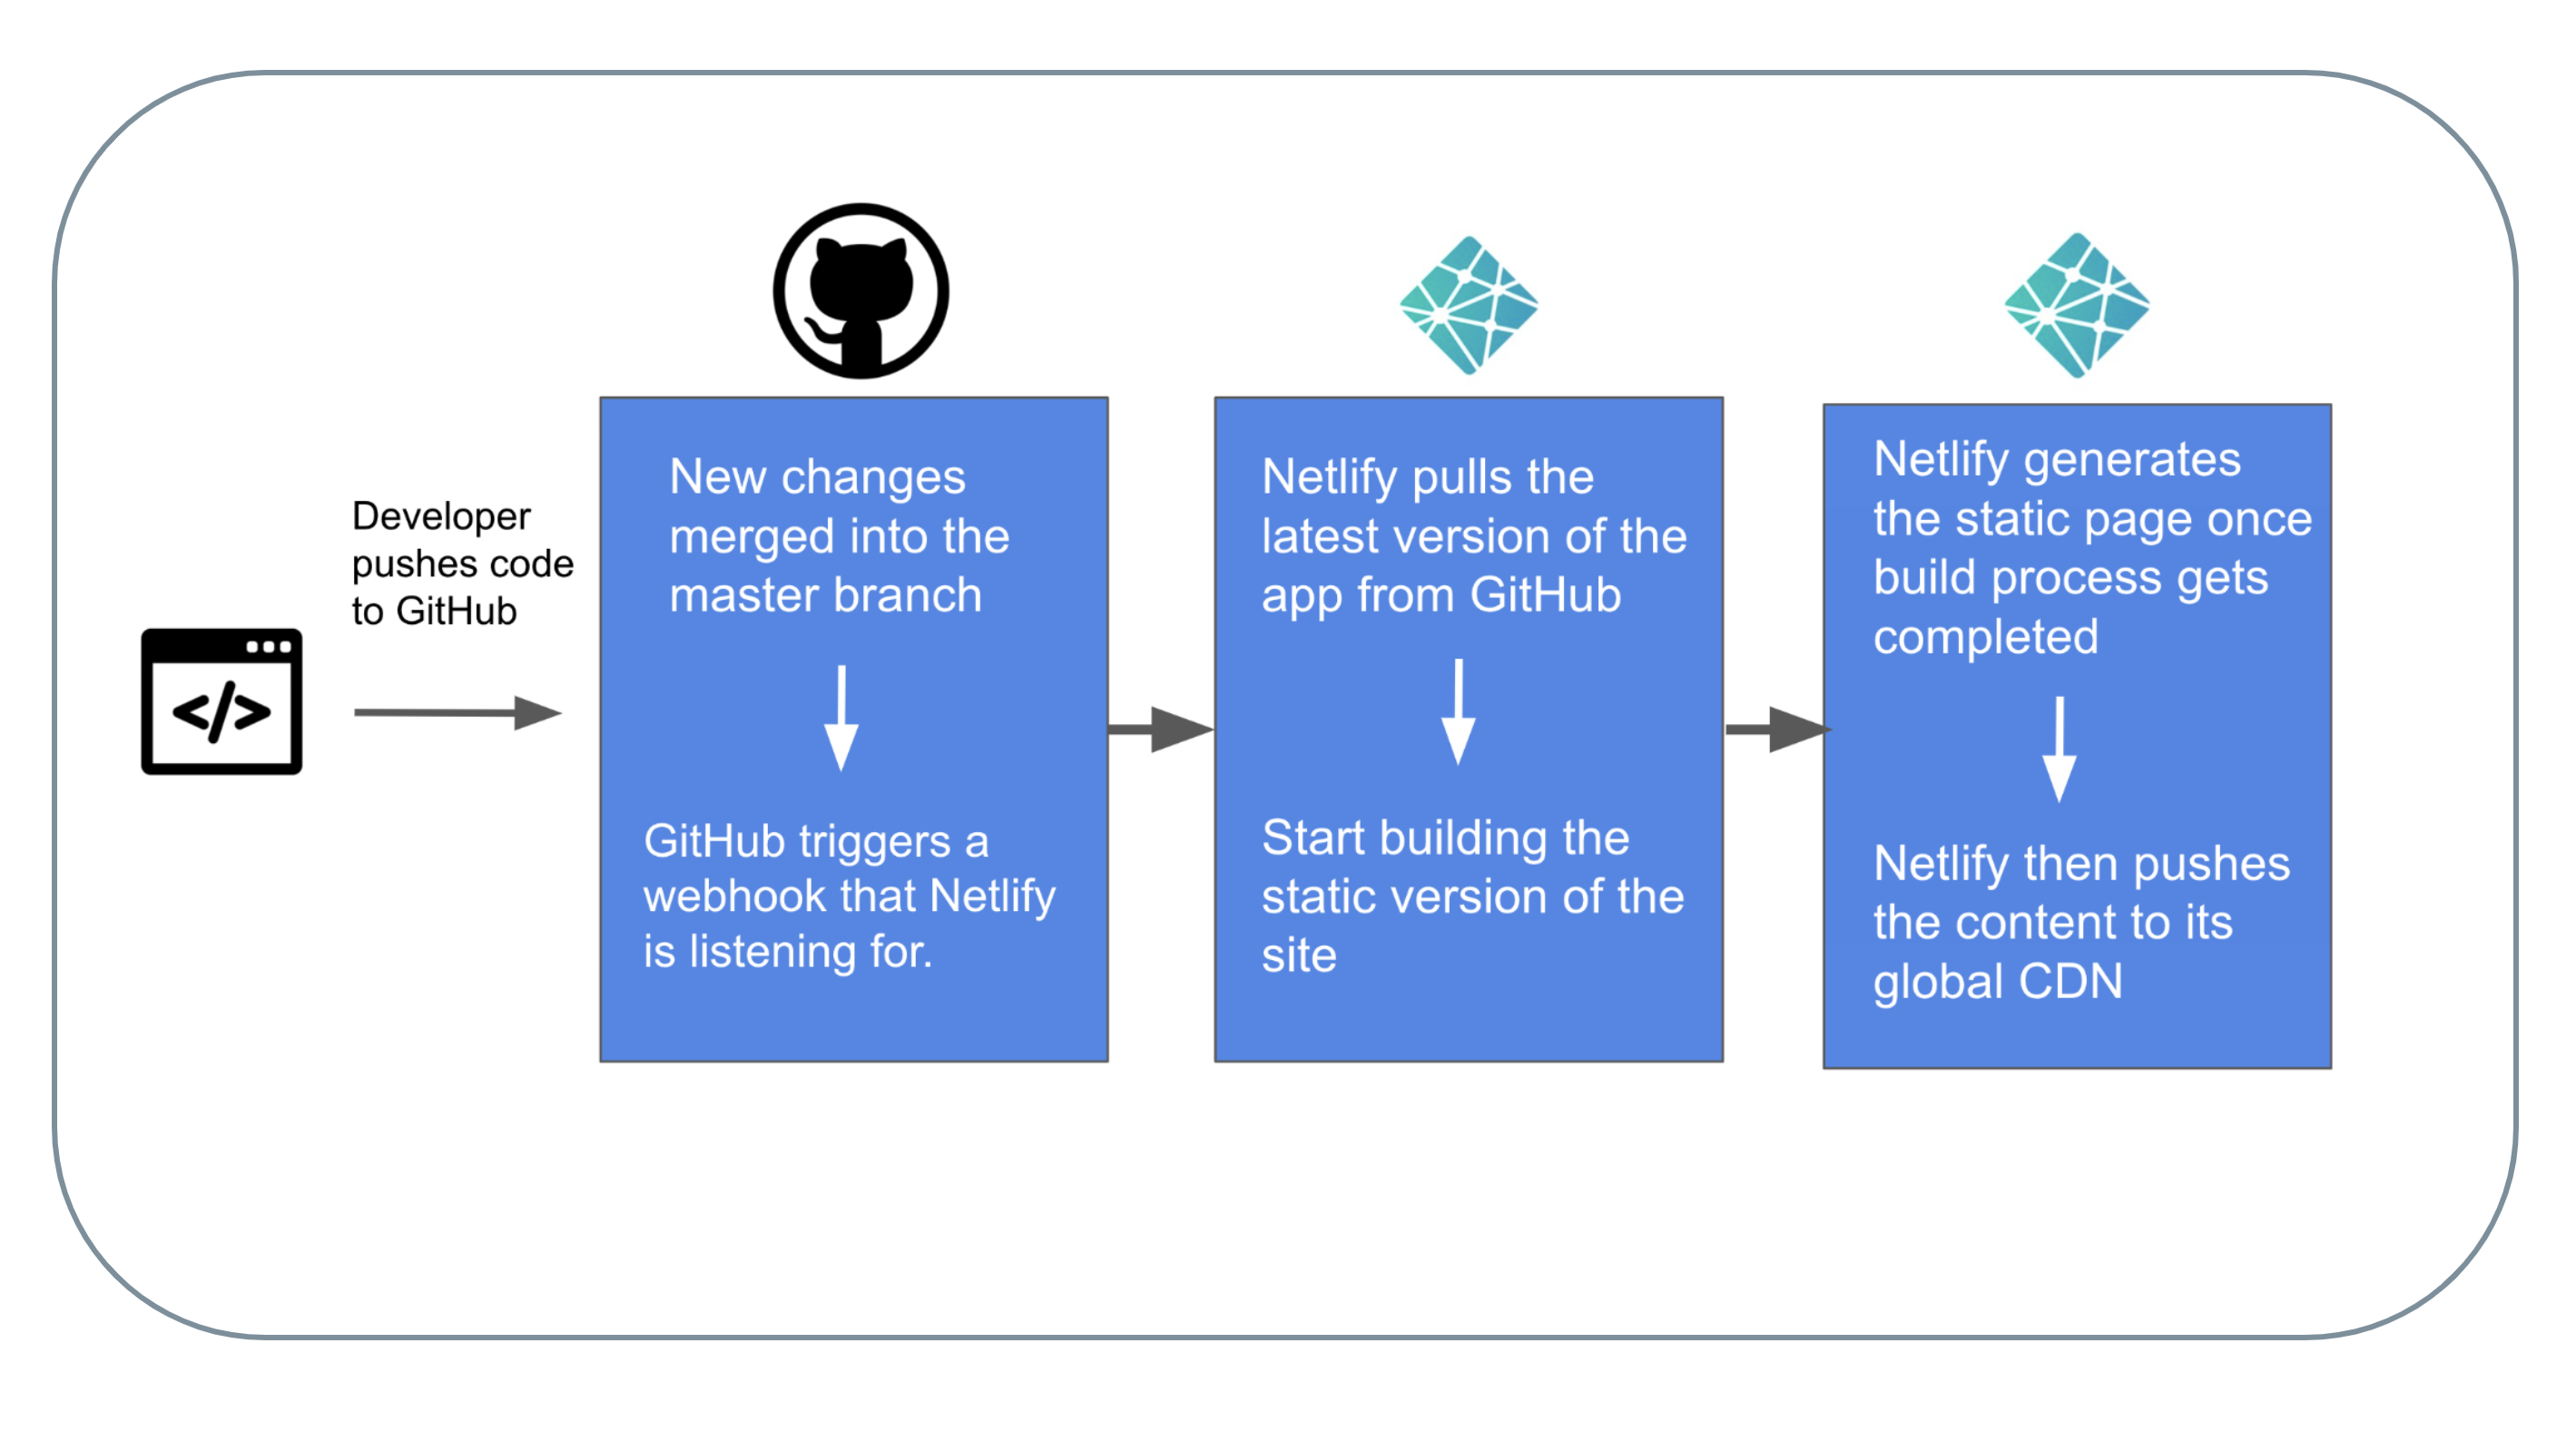 Developer
pushes code
to GitHub
</>
New changes
merged into the
master branch
GitHub triggers a
webhook that Netlify
is listening for.
Netlify pulls the
latest version of the
app from GitHub
Start building the
static version of the
site
Netlify generates
the static page once
build process gets
completed
Netlify then pushes
the content to its
global CDN